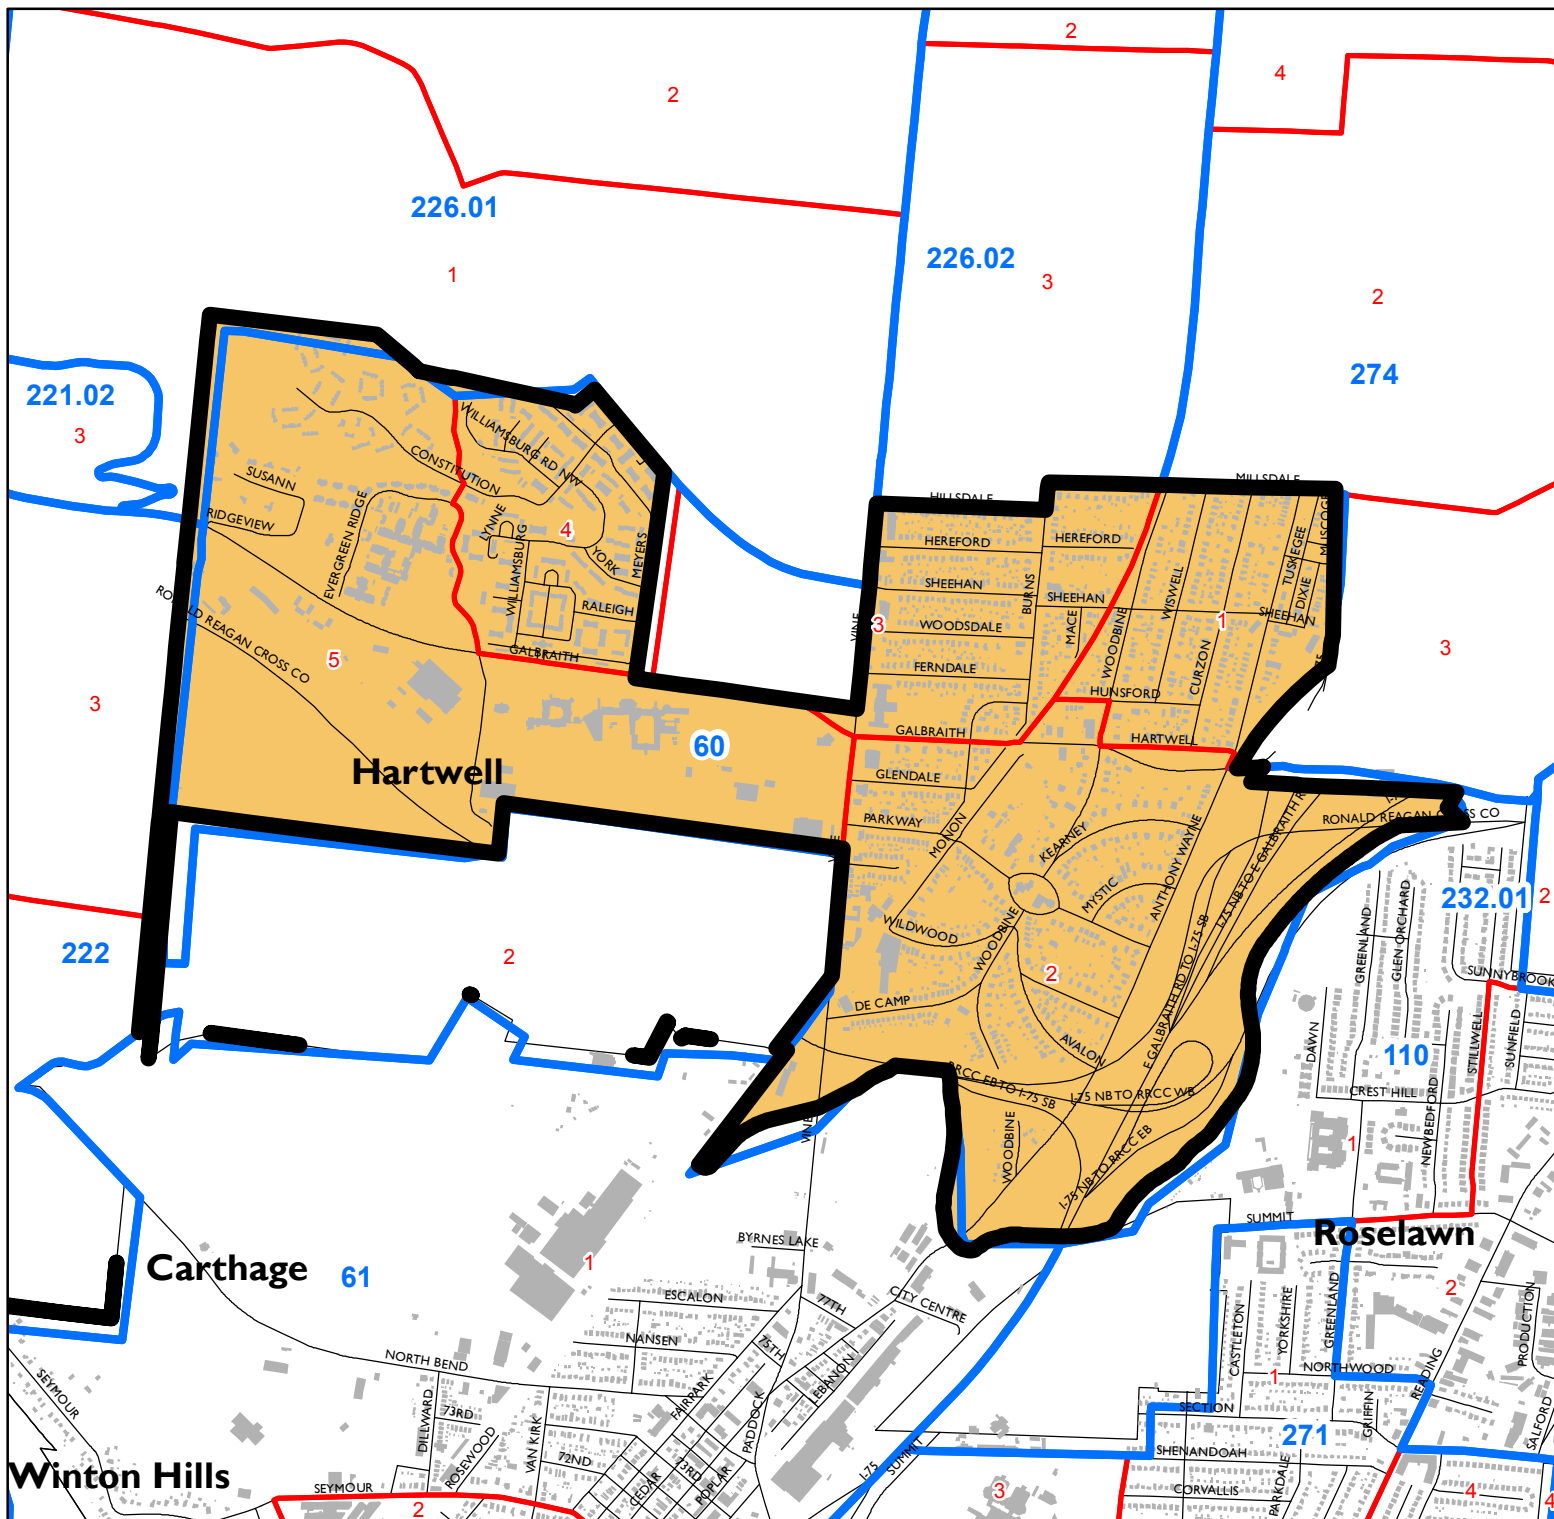 2
4
2
226.01
226.02
1
3
2
274
221.02
3
WILLIAMSBURG RD NW
CONSTITUTION
SUSANN
RIDGEVIEW
EVERGREEN RIDGE
LYNNE
4
WILLIAMSBURG
YORK
MEYERS
RALEIGH
GALBRAITH
5
3
HILLSDALE
MILLSDALE
HEREFORD
HEREFORD
SHEEHAN
BURNS
SHEEHAN
WOODSDALE
MACE
FERNDALE
VINE
3
WOODBINE
WISWELL
1
CURZON
TUSKEGEE
DIXIE
SHEEHAN
HUNSFORD
HARTWELL
3
GALBRAITH
60
Hartwell
GLENDALE
PARKWAY
MONON
KEARNEY
MYSTIC
ANTHONY WAYNE
WILDWOOD
WOODBINE
2
DE CAMP
AVALON
E GALBRAITH RD TO I-75 SB
I-75 NB TO RRCC WB
I-75 NB TO RRCC EB
WOODBINE
232.01
2
GREENLAND
GLEN ORCHARD
SUNNYBROOK
STILLWELL
SUNFIELD
DAWN
110
CREST HILL
NEWBEDFORD
1
222
2
SUMMIT
Roselawn
2
Carthage
61
1
BYRNES LAKE
VINE
CITY CENTRE
77TH
ESCALON
NANSEN
75TH
LEBANON
NORTH BEND
FAIRPARK
PADDOCK
SEYMOUR
DILLWARD
73RD
ROSEWOOD
VAN KIRK
72ND
CEDAR
73RD
POPLAR
CASTLETON
YORKSHIRE
GREENLAND
PRODUCTION
NORTHWOOD
1
READING
SECTION
GRIFFIN
271
SHENANDOAH
SALFORD
I-75
SUMMIT
PARKDALE
CORVALLIS
Winton Hills
SEYMOUR
2
3
4
4